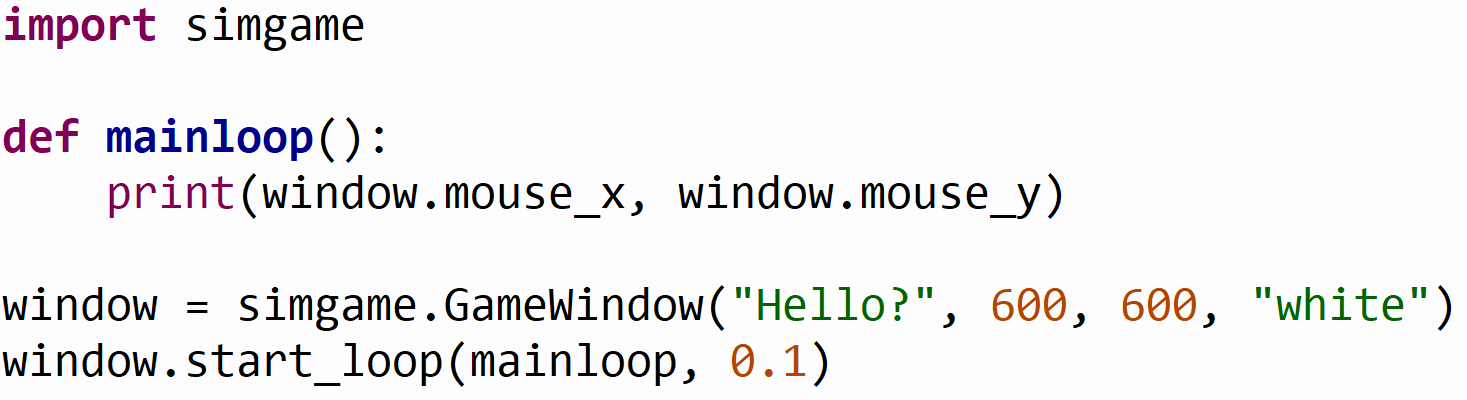 import simgame
def mainloop():
    print(window.mouse_x, window.mouse_y)
window = simgame.GameWindow("Hello?", 600, 600, "white")
window.start_loop(mainloop, 0.1)